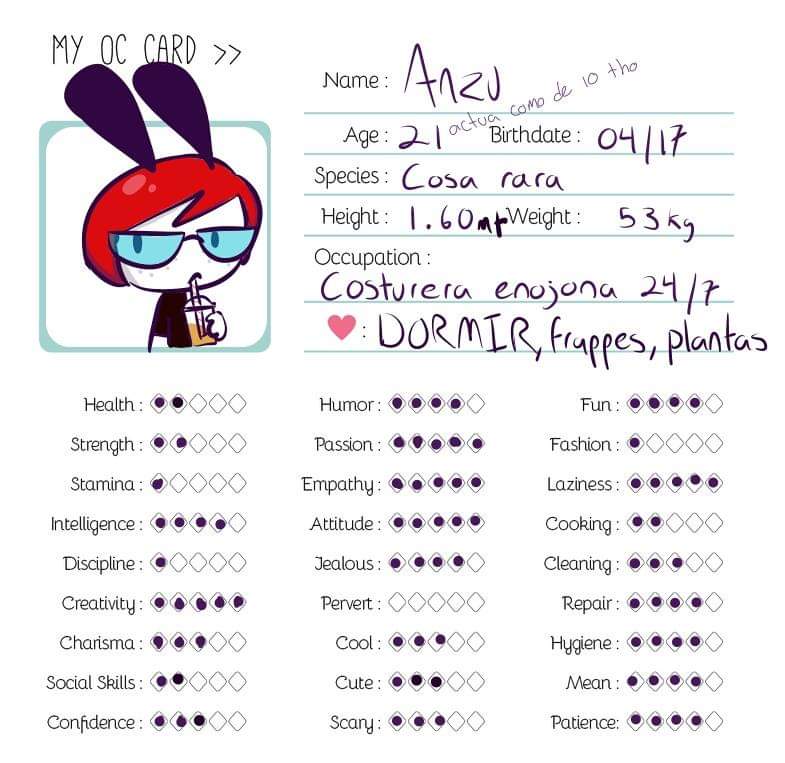 MY OC CARD >>
Name: Anzu
actua como de 10 tho
Age: 21 Birthdate: 04/17
Species: Cosa rara
Height: 1.60mt Weight: 53kg
Occupation:
Costurera enojona 24/7
♥: DORMIR, frappes, plantas
Health: Humor: Fun:
Strength: Passion: Fashion:
Stamina: Empathy: Laziness:
Intelligence: Attitude: Cooking:
Discipline: Jealous: Cleaning:
Creativity: Pervert: Repair:
Charisma: Cool: Hygiene:
Social Skills: Cute: Mean:
Confidence: Scary: Patience: